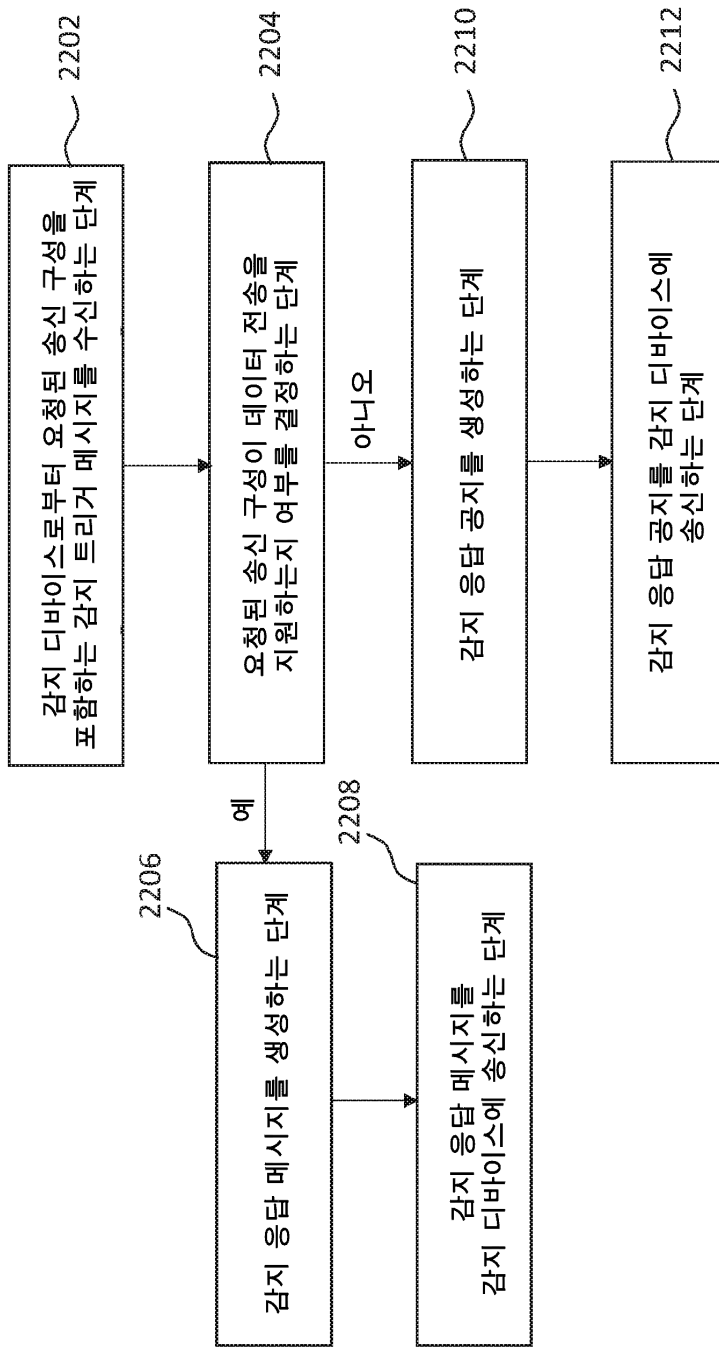 감지 디바이스로부터 요청된 송신 구성을
포함하는 감지 트리거 메시지를 수신하는 단계
2202
요청된 송신 구성이 데이터 전송을
지원하는지 여부를 결정하는 단계
2204
예
아니오
2206
감지 응답 메시지를 생성하는 단계
2208
감지 응답 메시지를
감지 디바이스에 송신하는 단계
감지 응답 공지를 생성하는 단계
2210
감지 응답 공지를 감지 디바이스에
송신하는 단계
2212